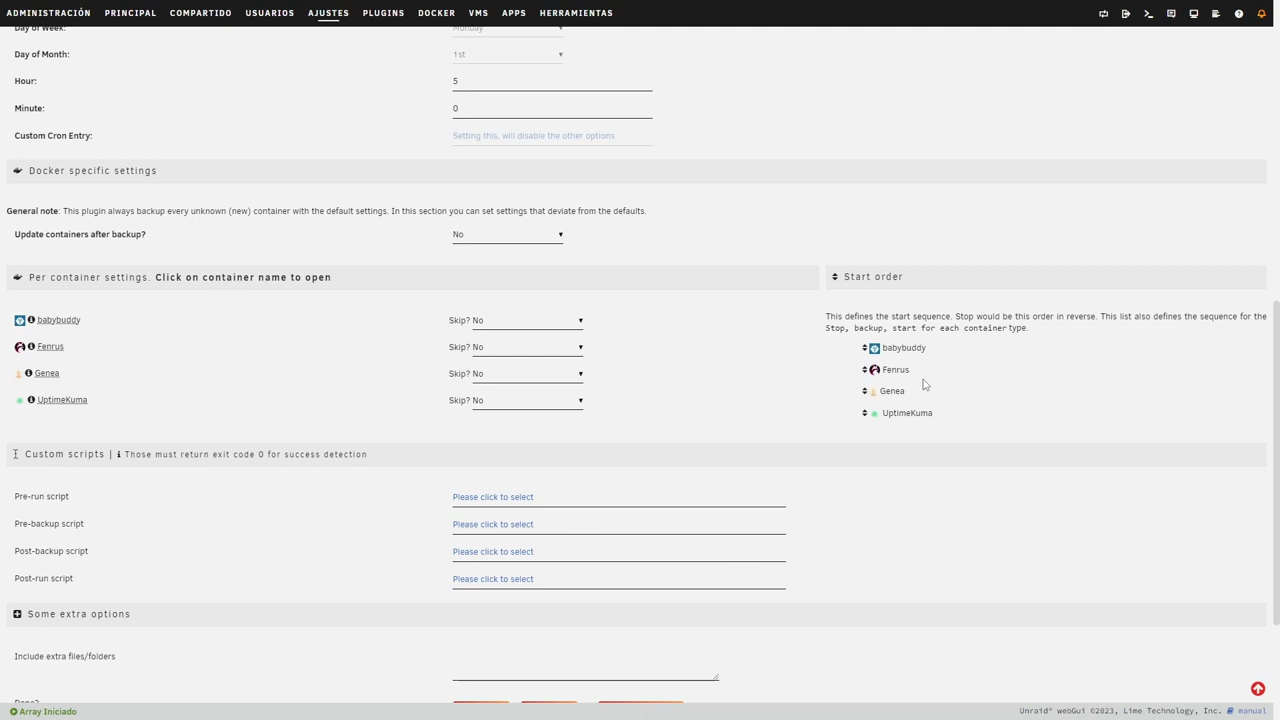 ADMINISTRACIÓN PRINCIPAL COMPARTIDO USUARIOS AJUSTES PLUGINS DOCKER VMS APPS HERRAMIENTAS
Day of Week: Monday
Day of Month: 1st
Hour: 5
Minute: 0
Custom Cron Entry: Setting this, will disable the other options
Docker specific settings
General note: This plugin always backup every unknown (new) container with the default settings. In this section you can set settings that deviate from the defaults.
Update containers after backup? No
Per container settings. Click on container name to open
babybuddy Skip? No
Fenrus Skip? No
Genea Skip? No
UptimeKuma Skip? No
Start order
This defines the start sequence. Stop would be this order in reverse. This list also defines the sequence for the
Stop, backup, start for each container type.
babybuddy
Fenrus
Genea
UptimeKuma
Custom scripts | Those must return exit code 0 for success detection
Pre-run script Please click to select
Pre-backup script Please click to select
Post-backup script Please click to select
Post-run script Please click to select
Some extra options
Include extra files/folders
Array Iniciado
Unraid® webGui ©2023, Lime Technology, Inc. manual